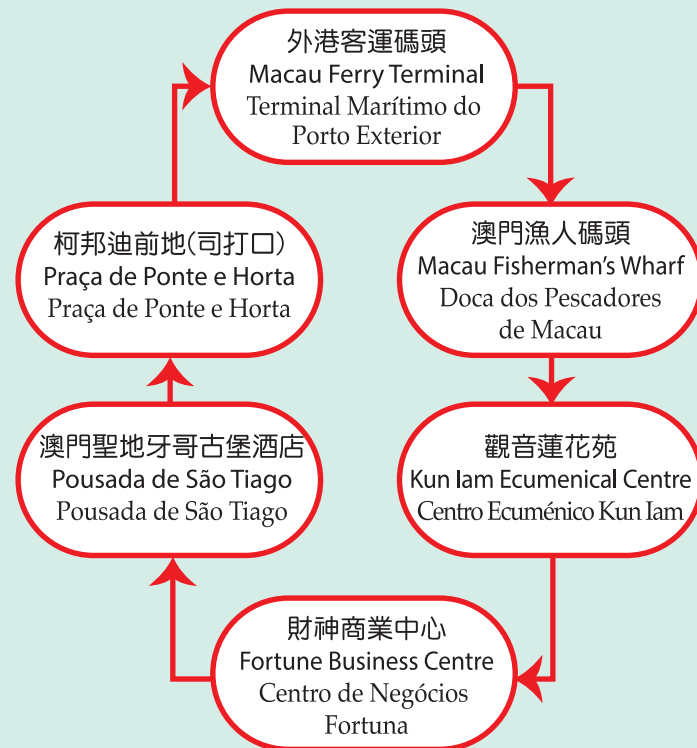 外港客運碼頭
Macau Ferry Terminal
Terminal Marítimo do
Porto Exterior
澳門漁人碼頭
Macau Fisherman's Wharf
Doca dos Pescadores
de Macau
觀音蓮花苑
Kun Iam Ecumenical Centre
Centro Ecuménico Kun Iam
財神商業中心
Fortune Business Centre
Centro de Negócios
Fortuna
澳門聖地牙哥古堡酒店
Pousada de São Tiago
Pousada de São Tiago
柯邦迪前地(司打口)
Praça de Ponte e Horta
Praça de Ponte e Horta